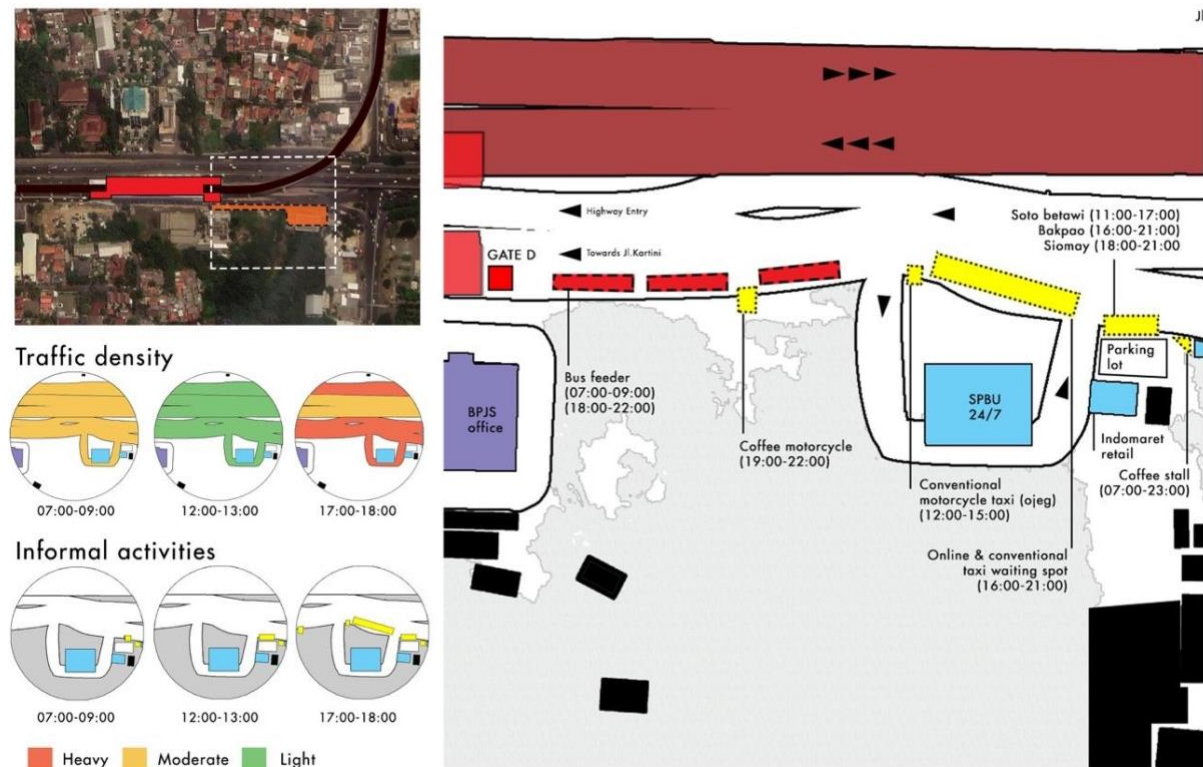 Traffic density
07:00-09:00
12:00-13:00
17:00-18:00
Informal activities
07:00-09:00
12:00-13:00
17:00-18:00
Heavy
Moderate
Light
Jl
Highway Entry
Towards Jl.Kartini
GATE D
Soto betawi (11:00-17:00)
Bakpao (16:00-21:00)
Siomay (18:00-21:00
Parking
lot
Bus feeder
(07:00-09:00)
(18:00-22:00)
BPJS
office
SPBU
24/7
Coffee motorcycle
(19:00-22:00)
Indomaret
retail
Coffee stall
(07:00-23:00)
Conventional
motorcycle taxi (ojeg)
(12:00-15:00)
Online & conventional
taxi waiting spot
(16:00-21:00)